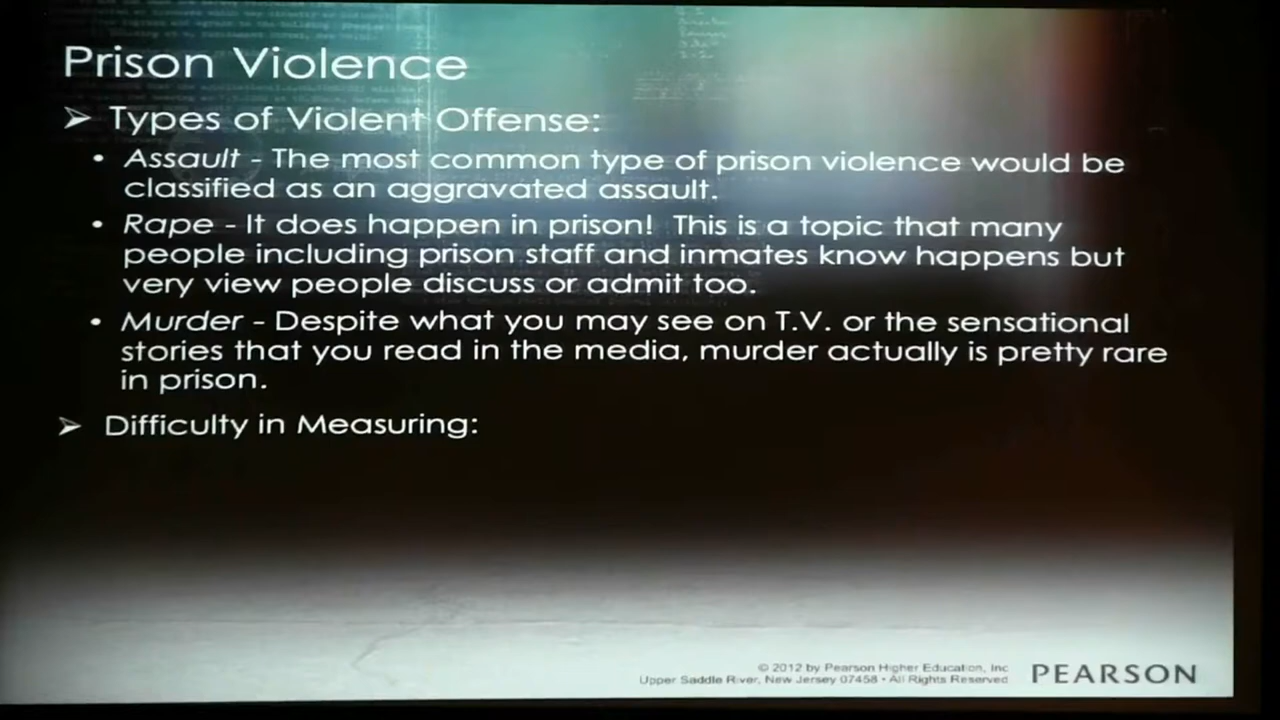 Prison Violence
➢ Types of Violent Offense:
• Assault - The most common type of prison violence would be
classified as an aggravated assault.
• Rape - It does happen in prison! This is a topic that many
people including prison staff and inmates know happens but
very view people discuss or admit too.
• Murder - Despite what you may see on T.V. or the sensational
stories that you read in the media, murder actually is pretty rare
in prison.
➢ Difficulty in Measuring:
© 2012 by Pearson Higher Education, Inc
Upper Saddle River, New Jersey 07458 • All Rights Reserved
PEARSON